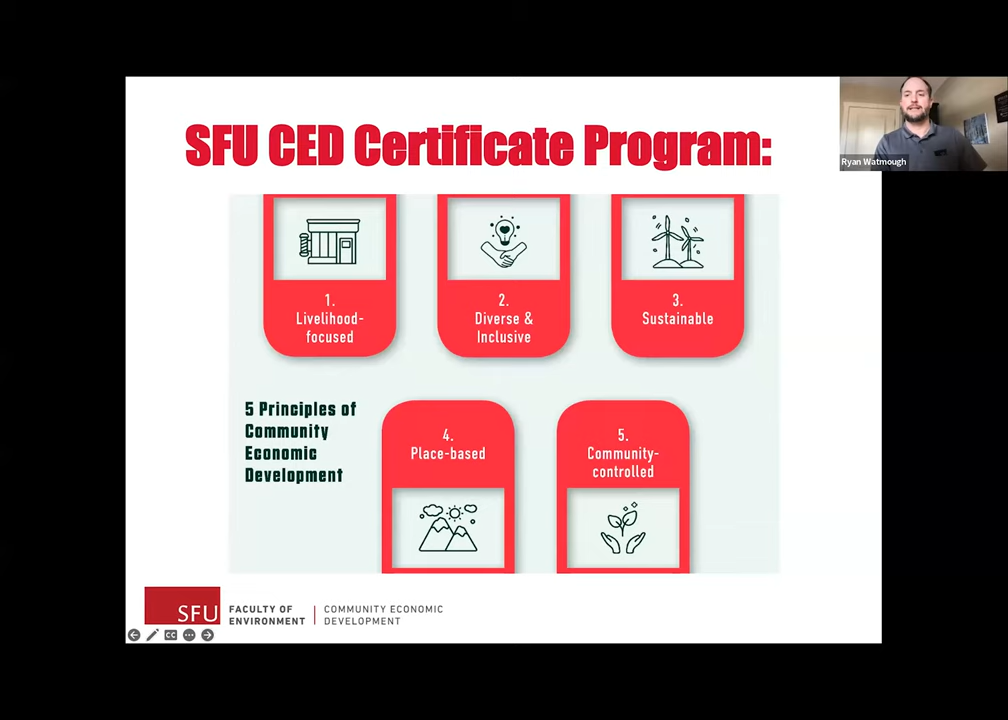 SFU CED Certificate Program:
Ryan Watmough
1.
Livelihood-
focused
2.
Diverse &
Inclusive
3.
Sustainable
5 Principles of
Community
Economic
Development
4.
Place-based
5.
Community-
controlled
SFU
FACULTY OF
ENVIRONMENT
COMMUNITY ECONOMIC
DEVELOPMENT
CC